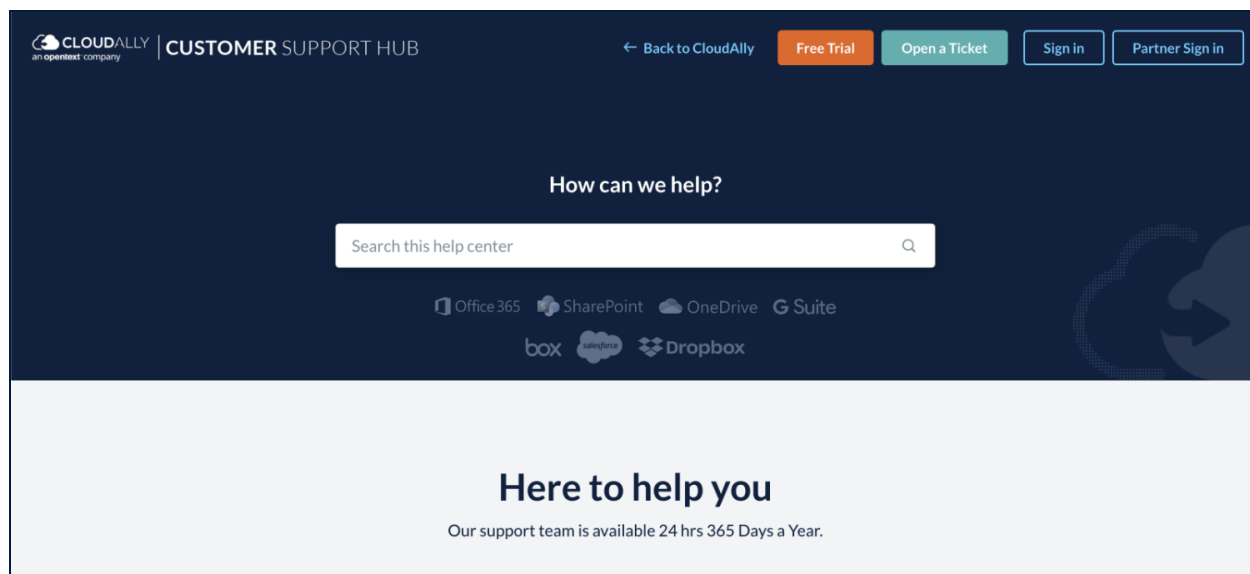 CLOUDALLY
an opentext company
CUSTOMER SUPPORT HUB
← Back to CloudAlly
Free Trial
Open a Ticket
Sign in
Partner Sign in
How can we help?
Search this help center
Office 365 SharePoint OneDrive G Suite
box salesforce Dropbox
Here to help you
Our support team is available 24 hrs 365 Days a Year.